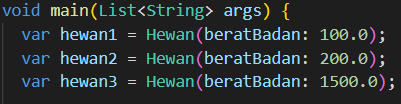 void main(List<String> args) {
  var hewan1 = Hewan(beratBadan: 100.0);
  var hewan2 = Hewan(beratBadan: 200.0);
  var hewan3 = Hewan(beratBadan: 1500.0);